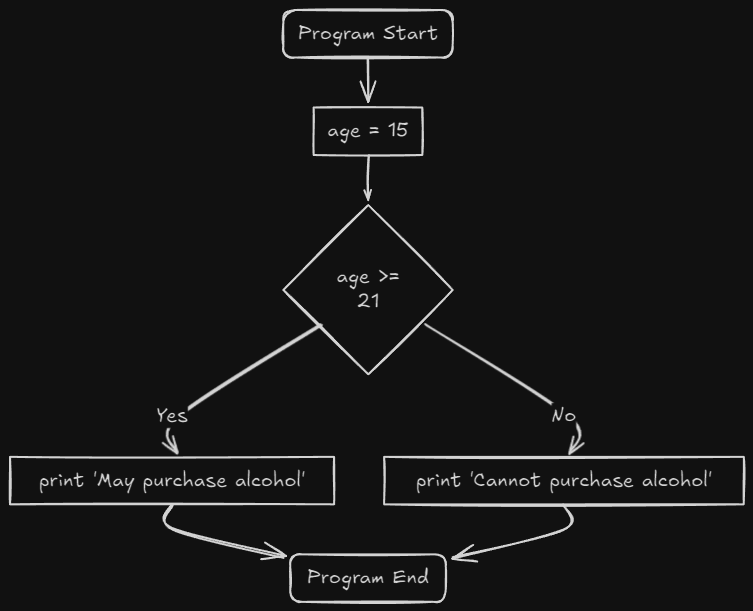 Program Start
age = 15
age >=
21
Yes
No
print 'May purchase alcohol'
print 'Cannot purchase alcohol'
Program End